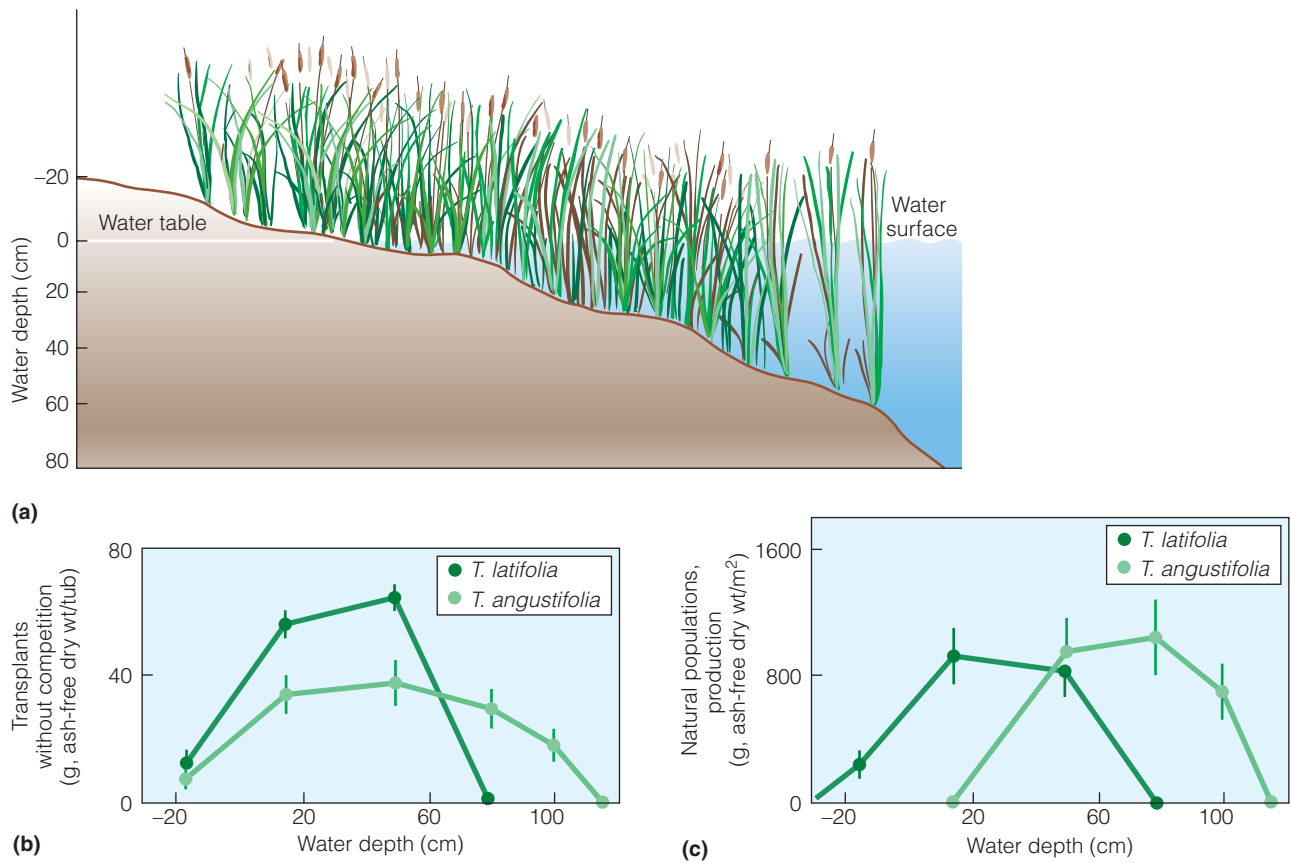 –20
Water table
Water
surface
0
20
40
60
80
Water depth (cm)
(a)
80
40
0
Transplants
without competition
(g, ash-free dry wt/tub)
T. latifolia
T. angustifolia
–20
20
60
100
Water depth (cm)
(b)
1600
800
0
Natural populations,
production
(g, ash-free dry wt/m²)
T. latifolia
T. angustifolia
–20
20
60
100
Water depth (cm)
(c)